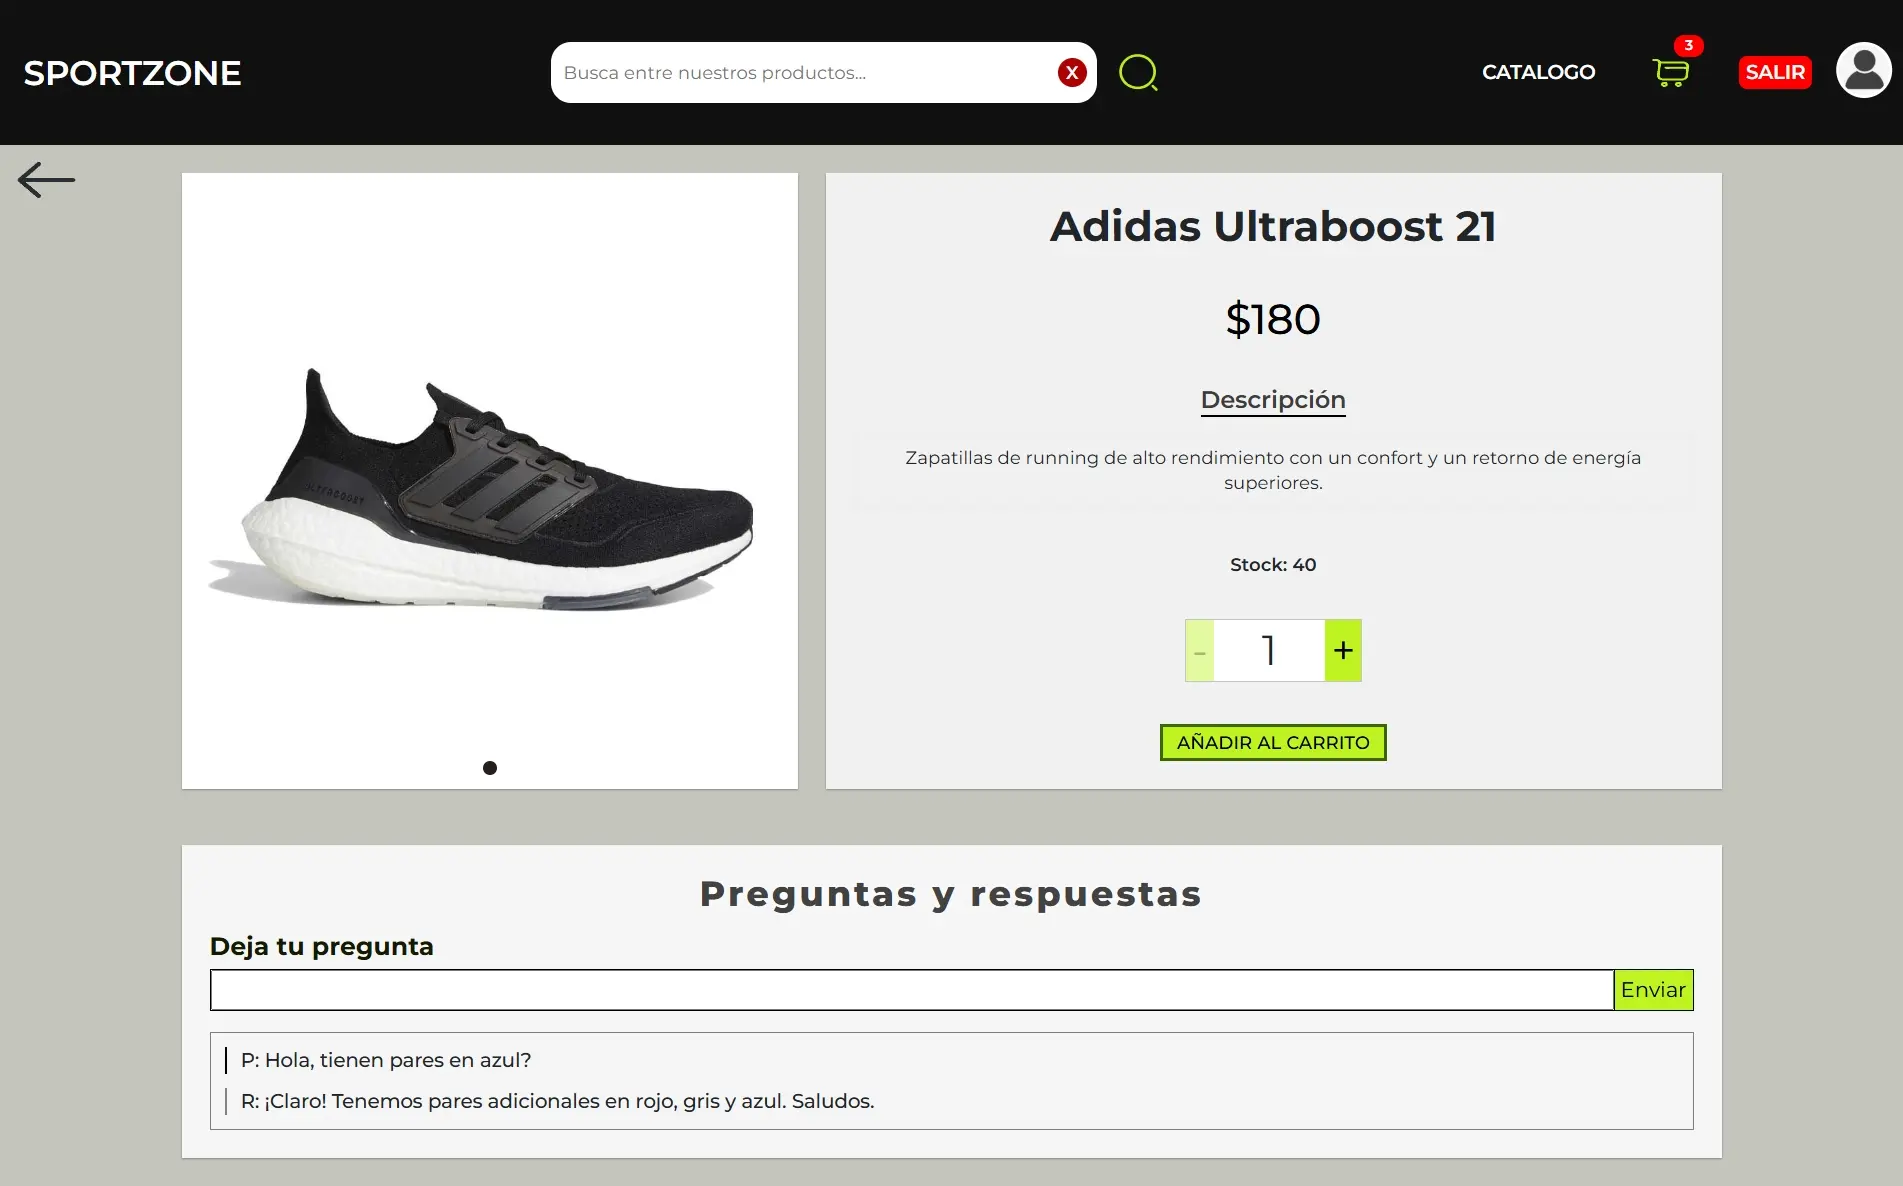 SPORTZONE
Busca entre nuestros productos...
X
CATALOGO
3
SALIR
Adidas Ultraboost 21
$180
Descripción
Zapatillas de running de alto rendimiento con un confort y un retorno de energía
superiores.
Stock: 40
- 1 +
AÑADIR AL CARRITO
ULTRABOOST
Preguntas y respuestas
Deja tu pregunta
Enviar
P: Hola, tienen pares en azul?
R: ¡Claro! Tenemos pares adicionales en rojo, gris y azul. Saludos.